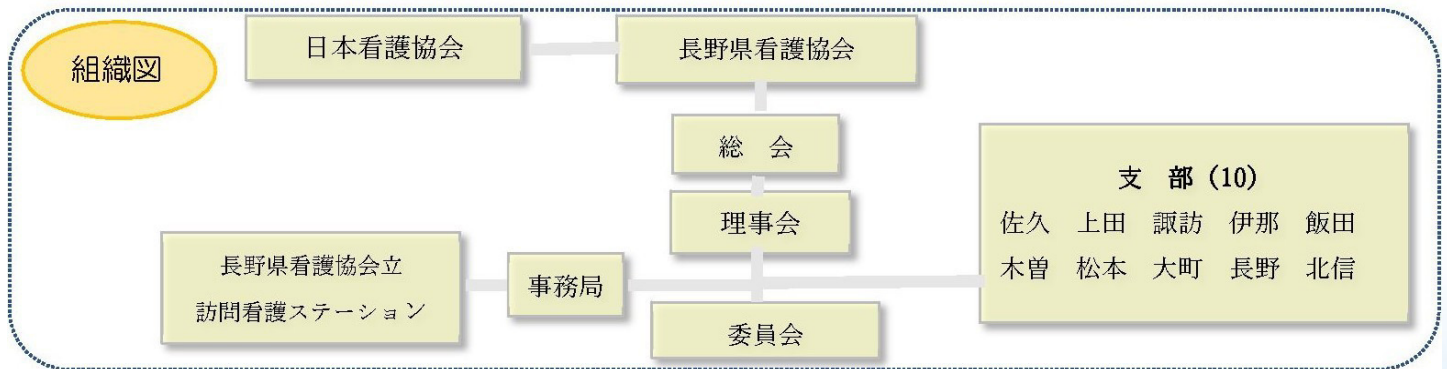 組織図
日本看護協会
長野県看護協会
総　会
理事会
支　部（10）
佐久　上田　諏訪　伊那　飯田
木曽　松本　大町　長野　北信
長野県看護協会立
訪問看護ステーション
事務局
委員会